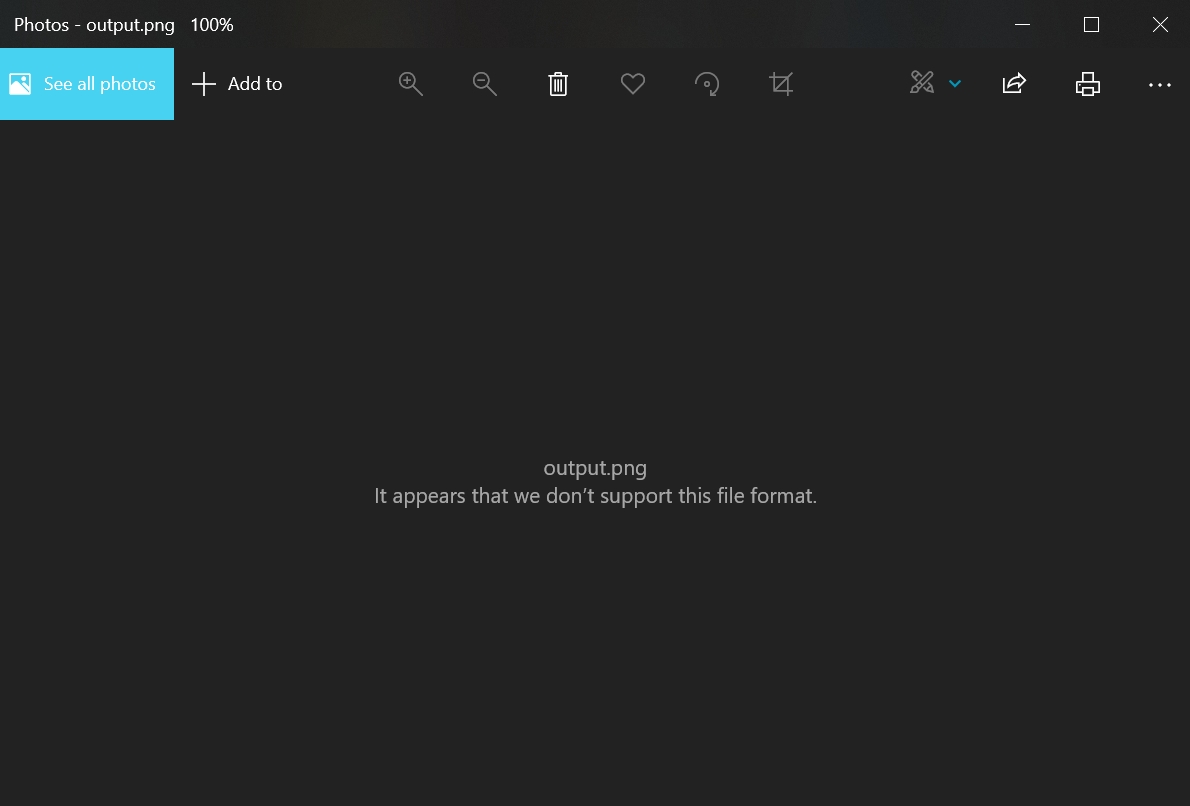 Photos - output.png 100%
See all photos
Add to
output.png
It appears that we don’t support this file format.